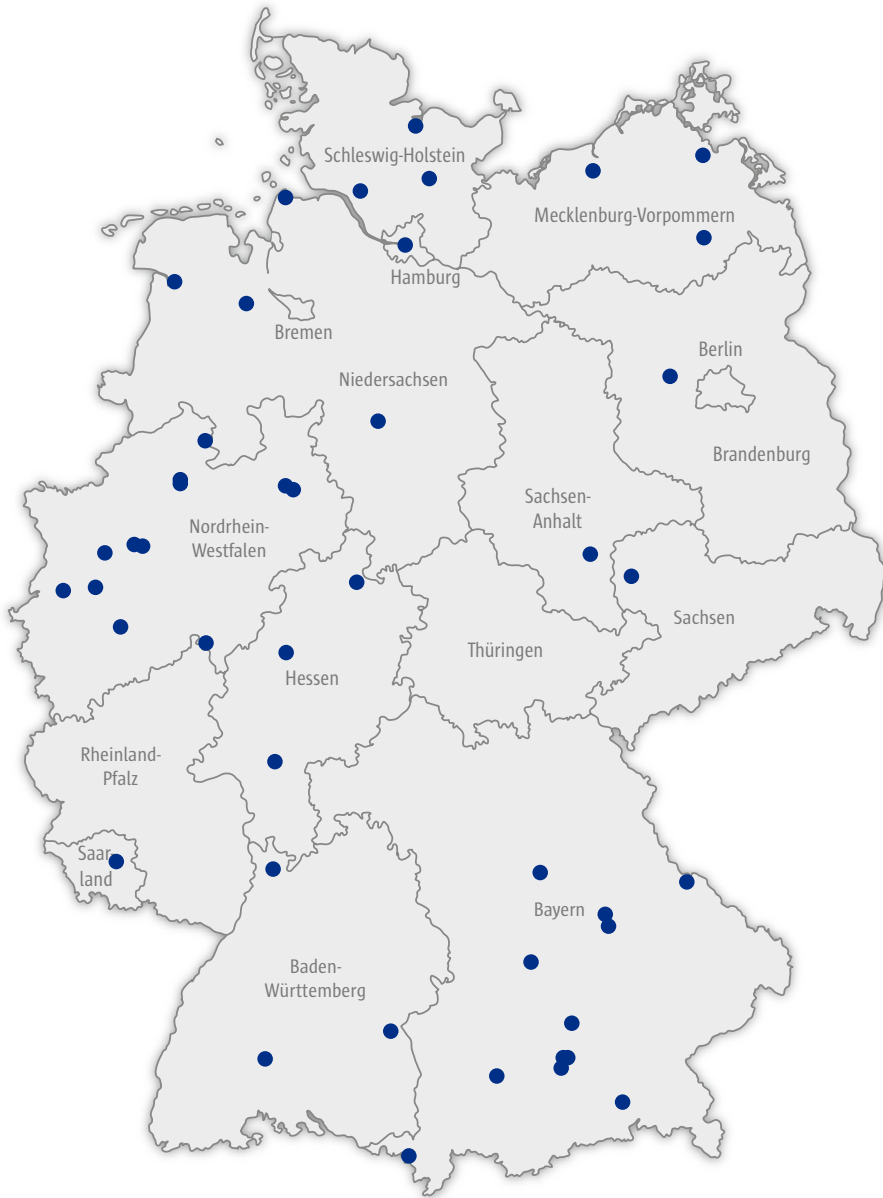 Schleswig-Holstein
Mecklenburg-Vorpommern
Hamburg
Bremen
Berlin
Niedersachsen
Brandenburg
Sachsen-
Anhalt
Nordrhein-
Westfalen
Sachsen
Thüringen
Hessen
Rheinland-
Pfalz
Saar-
land
Bayern
Baden-
Württemberg